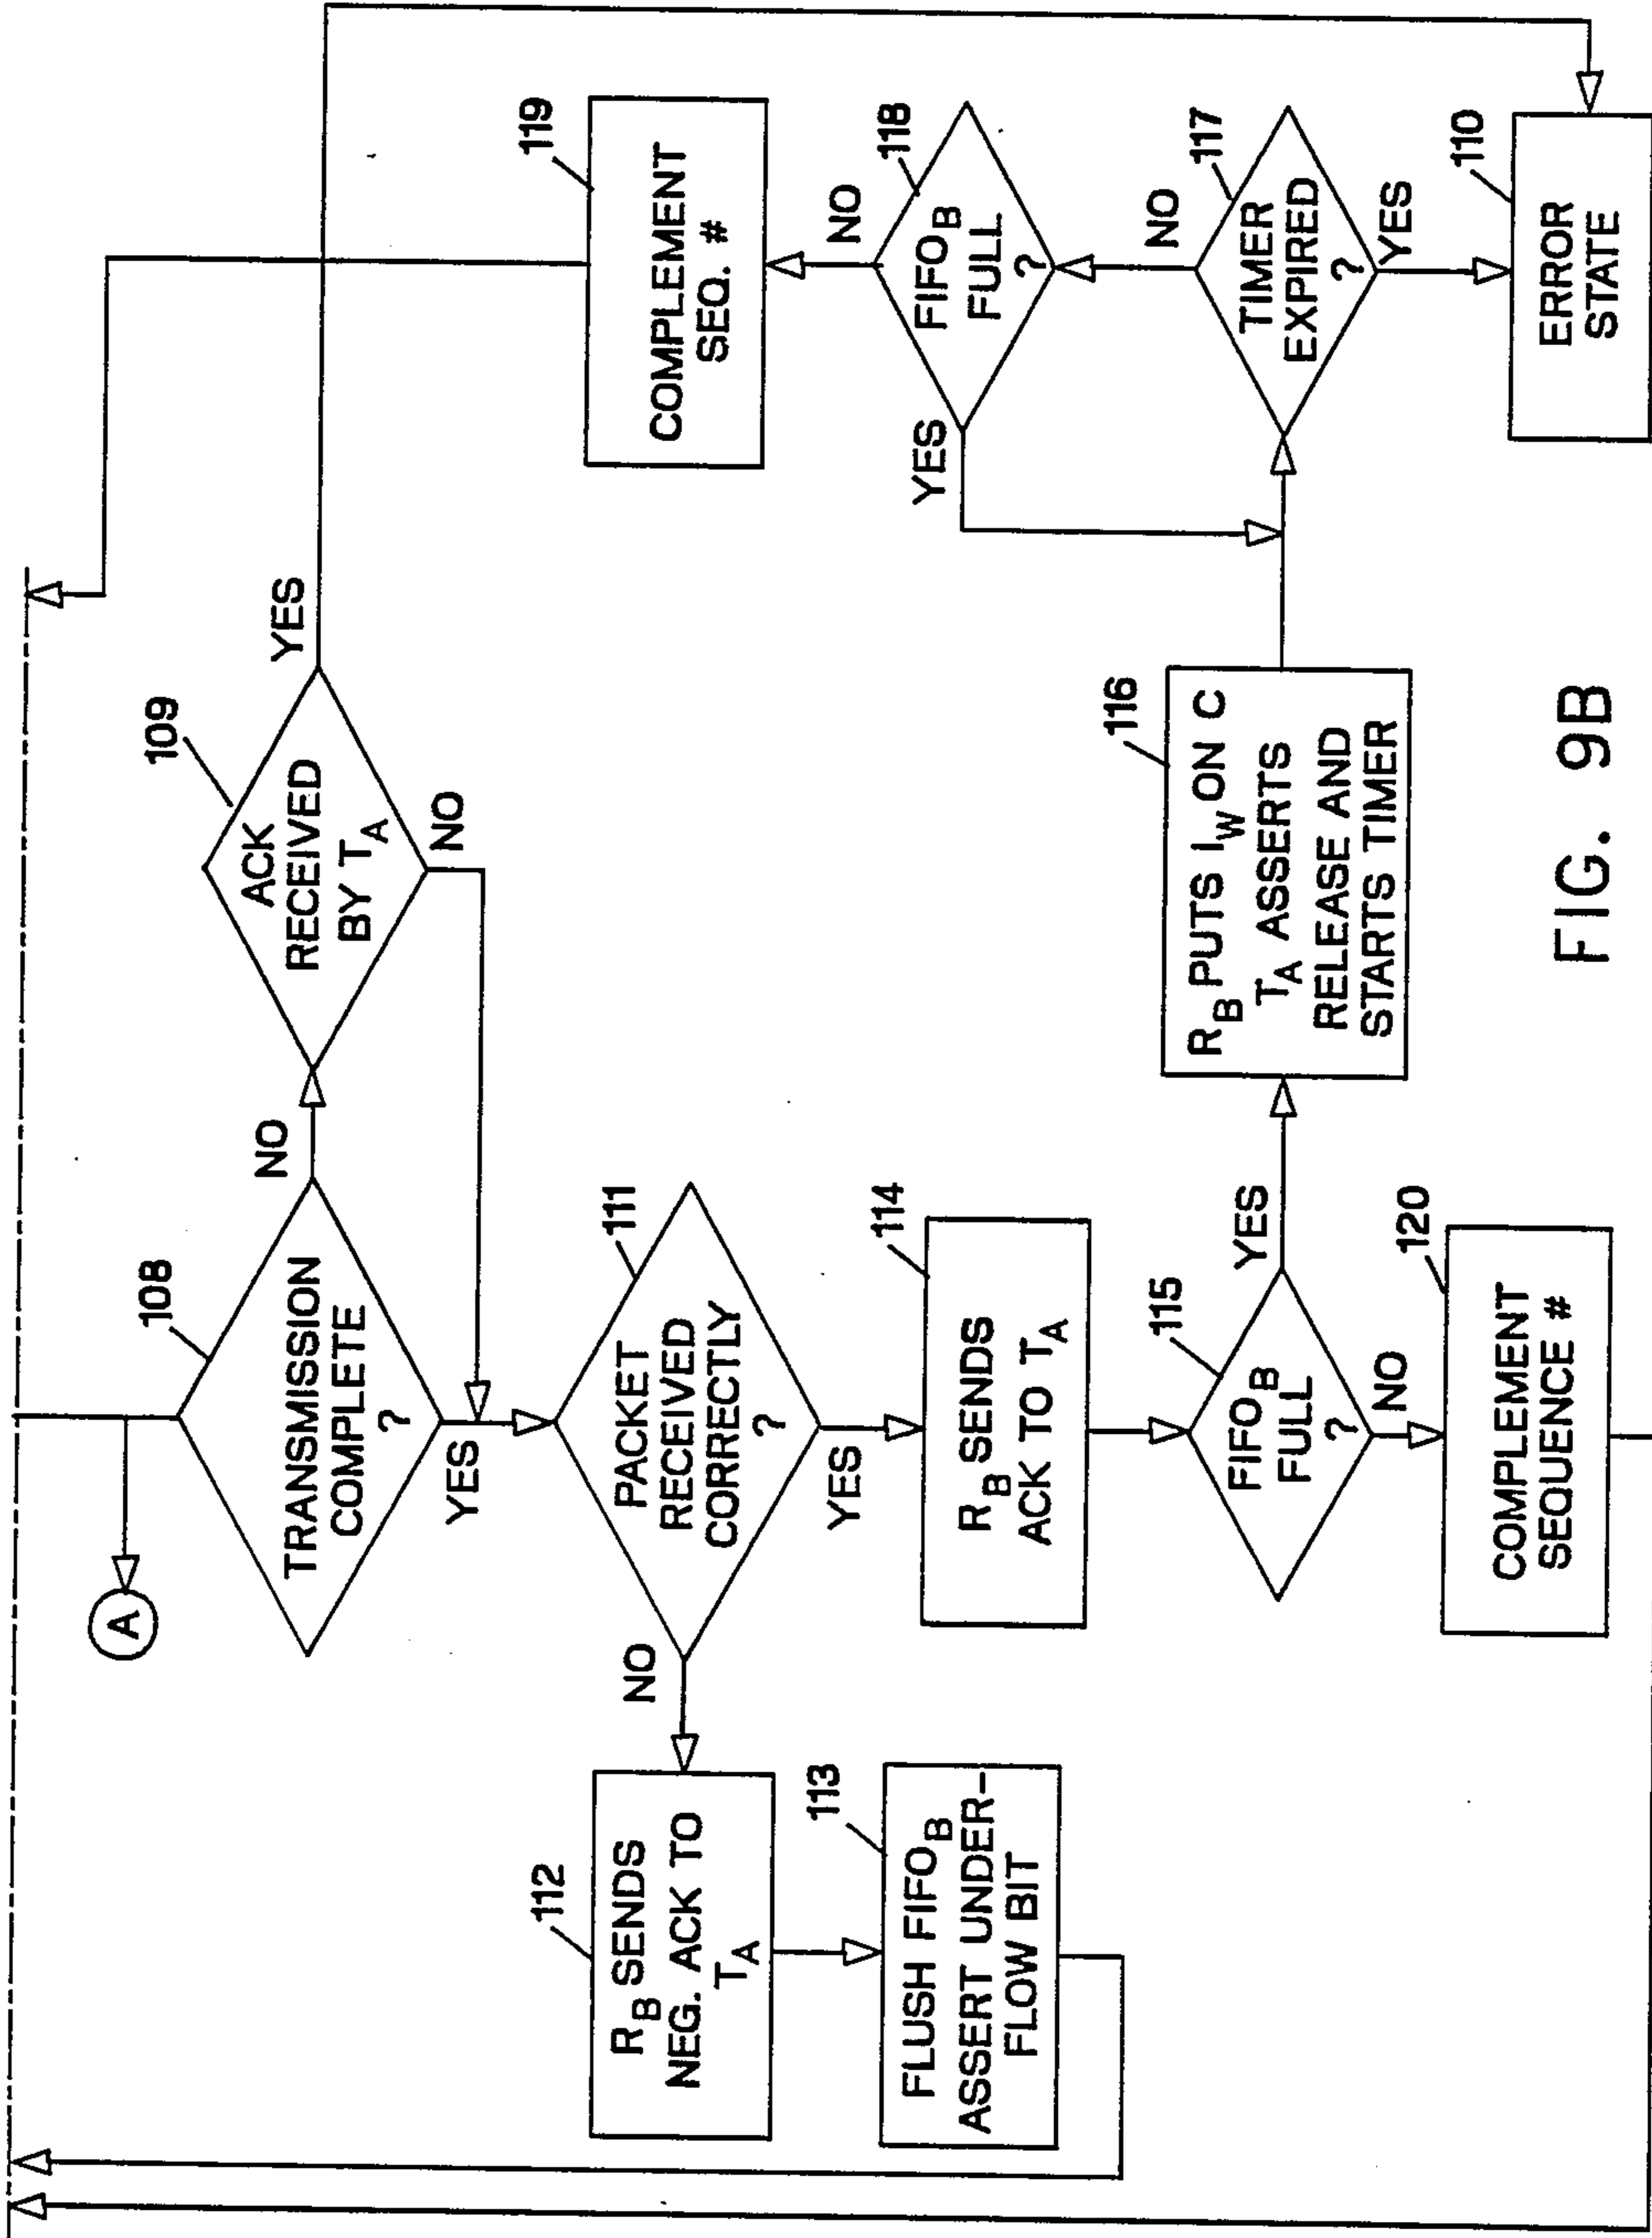 108
TRANSMISSION
COMPLETE
?
NO
YES
A
109
ACK
RECEIVED
BY TA
YES
NO
111
PACKET
RECEIVED
CORRECTLY
?
NO
YES
112
RB SENDS
NEG. ACK TO
TA
113
FLUSH FIFOB
ASSERT UNDER-
FLOW BIT
114
RB SENDS
ACK TO TA
115
FIFOB
FULL
?
YES
NO
116
RB PUTS IW ON C
TA ASSERTS
RELEASE AND
STARTS TIMER
117
TIMER
EXPIRED
?
NO
YES
118
FIFOB
FULL
?
YES
NO
119
COMPLEMENT
SEQ. #
110
ERROR
STATE
120
COMPLEMENT
SEQUENCE #
FIG. 9B